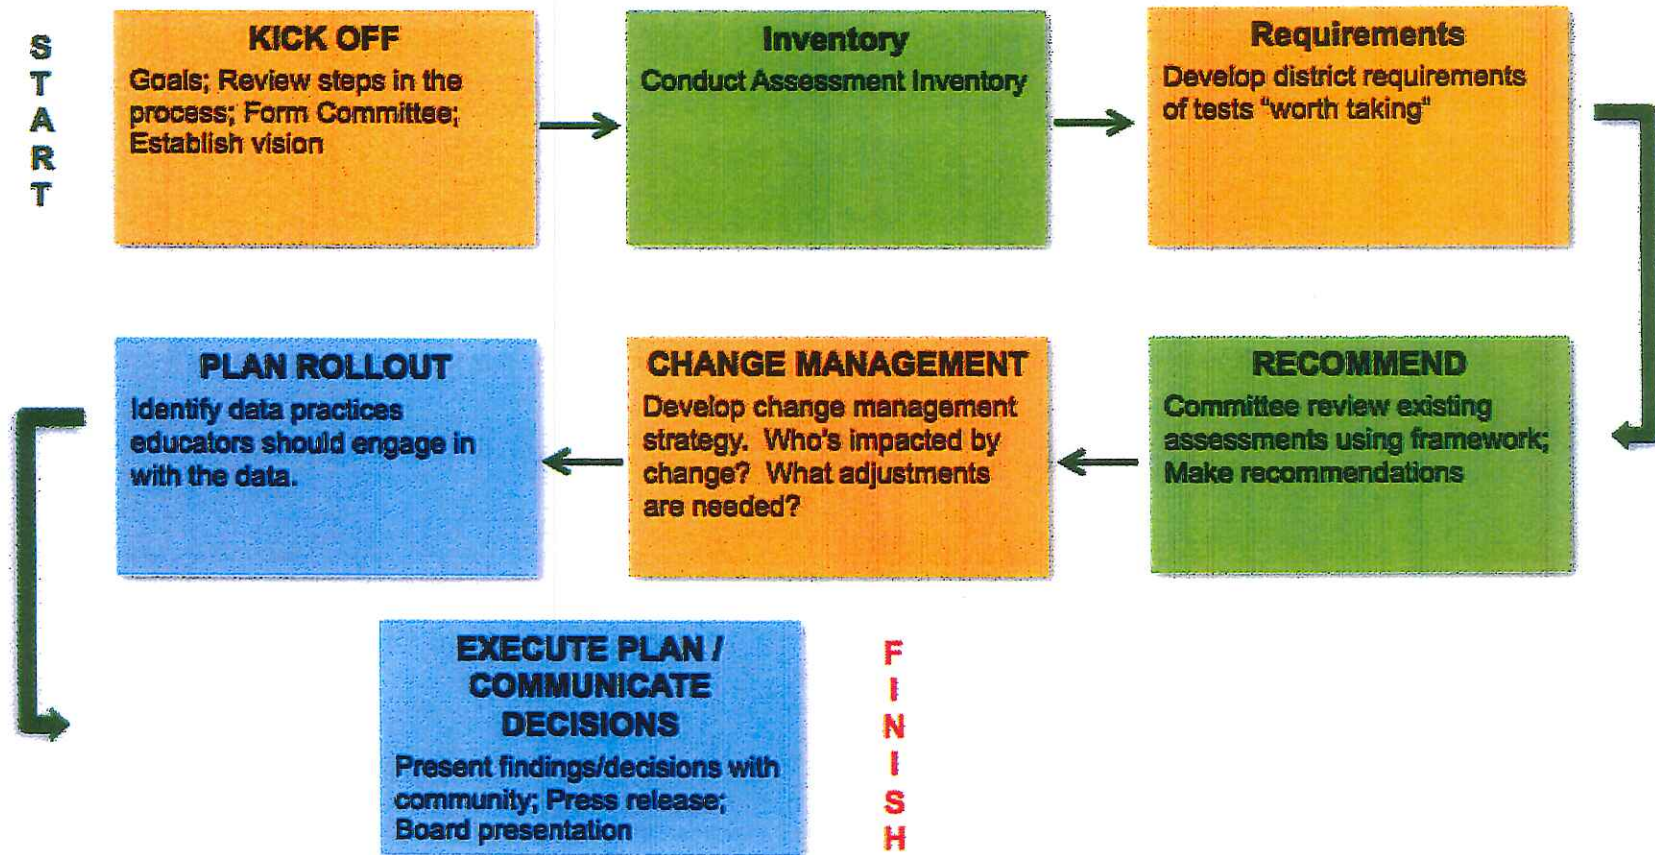 START
KICK OFF
Goals; Review steps in the
process; Form Committee;
Establish vision
Inventory
Conduct Assessment Inventory
Requirements
Develop district requirements
of tests “worth taking“
RECOMMEND
Committee review existing
assessments using framework;
Make recommendations
CHANGE MANAGEMENT
Develop change management
strategy. Who's impacted by
change? What adjustments
are needed?
PLAN ROLLOUT
Identify data practices
educators should engage in
with the data.
EXECUTE PLAN /
COMMUNICATE
DECISIONS
Present findings/decisions with
community; Press release;
Board presentation
FINISH